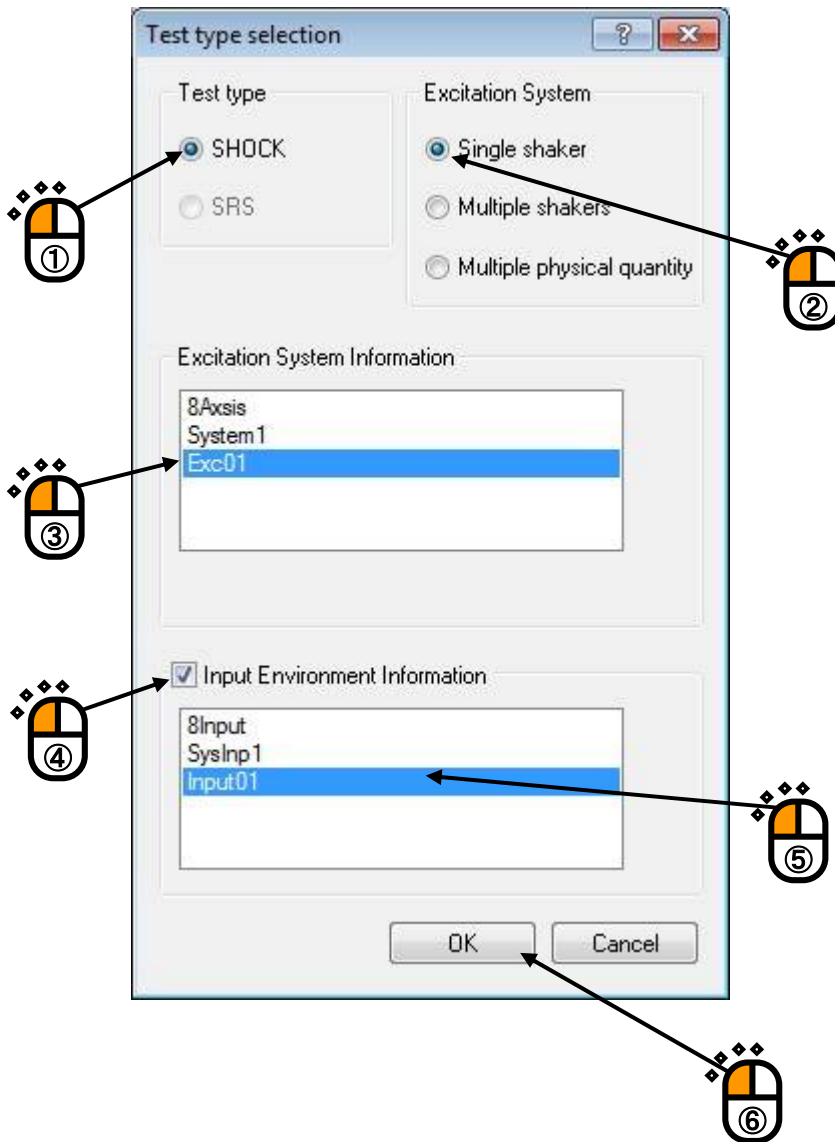 Test type selection
Test type
SHOCK
SRS
Excitation System
Single shaker
Multiple shakers
Multiple physical quantity
①
②
Excitation System Information
8Axsis
System1
Exc01
③
Input Environment Information
8Input
SysInp1
Input01
④
⑤
OK
Cancel
⑥